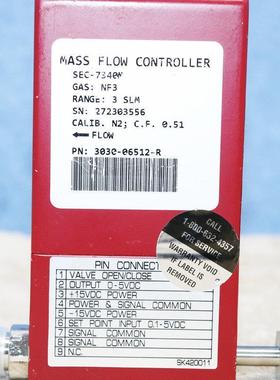 MASS FLOW CONTROLLER
SEC-7340M
GAS: NF3
RANGE: 3 SLM
SN: 272303556
CALIB. N2; C.F. 0.51
← FLOW
PN: 3030-06512-R
CALL
1-800-632-4357
FOR SERVICE
WARRANTY VOID
IF LABEL IS
REMOVED
PIN CONNECT
1 VALVE OPEN/CLOSE
2 OUTPUT 0-5VDC
3 +15VDC POWER
4 POWER & SIGNAL COMMON
5 -15VDC POWER
6 SET POINT INPUT 0.1-5VDC
7 SIGNAL COMMON
8 SIGNAL COMMON
9 N.C.
SK420011